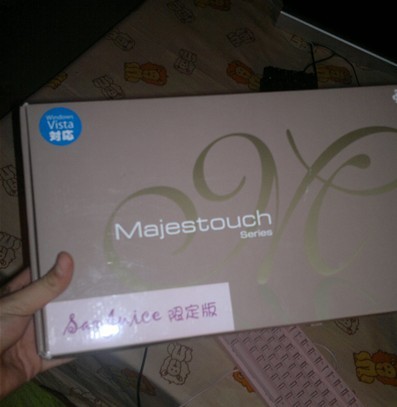 Windows
Vista
対応
Majestouch
Series
限定版